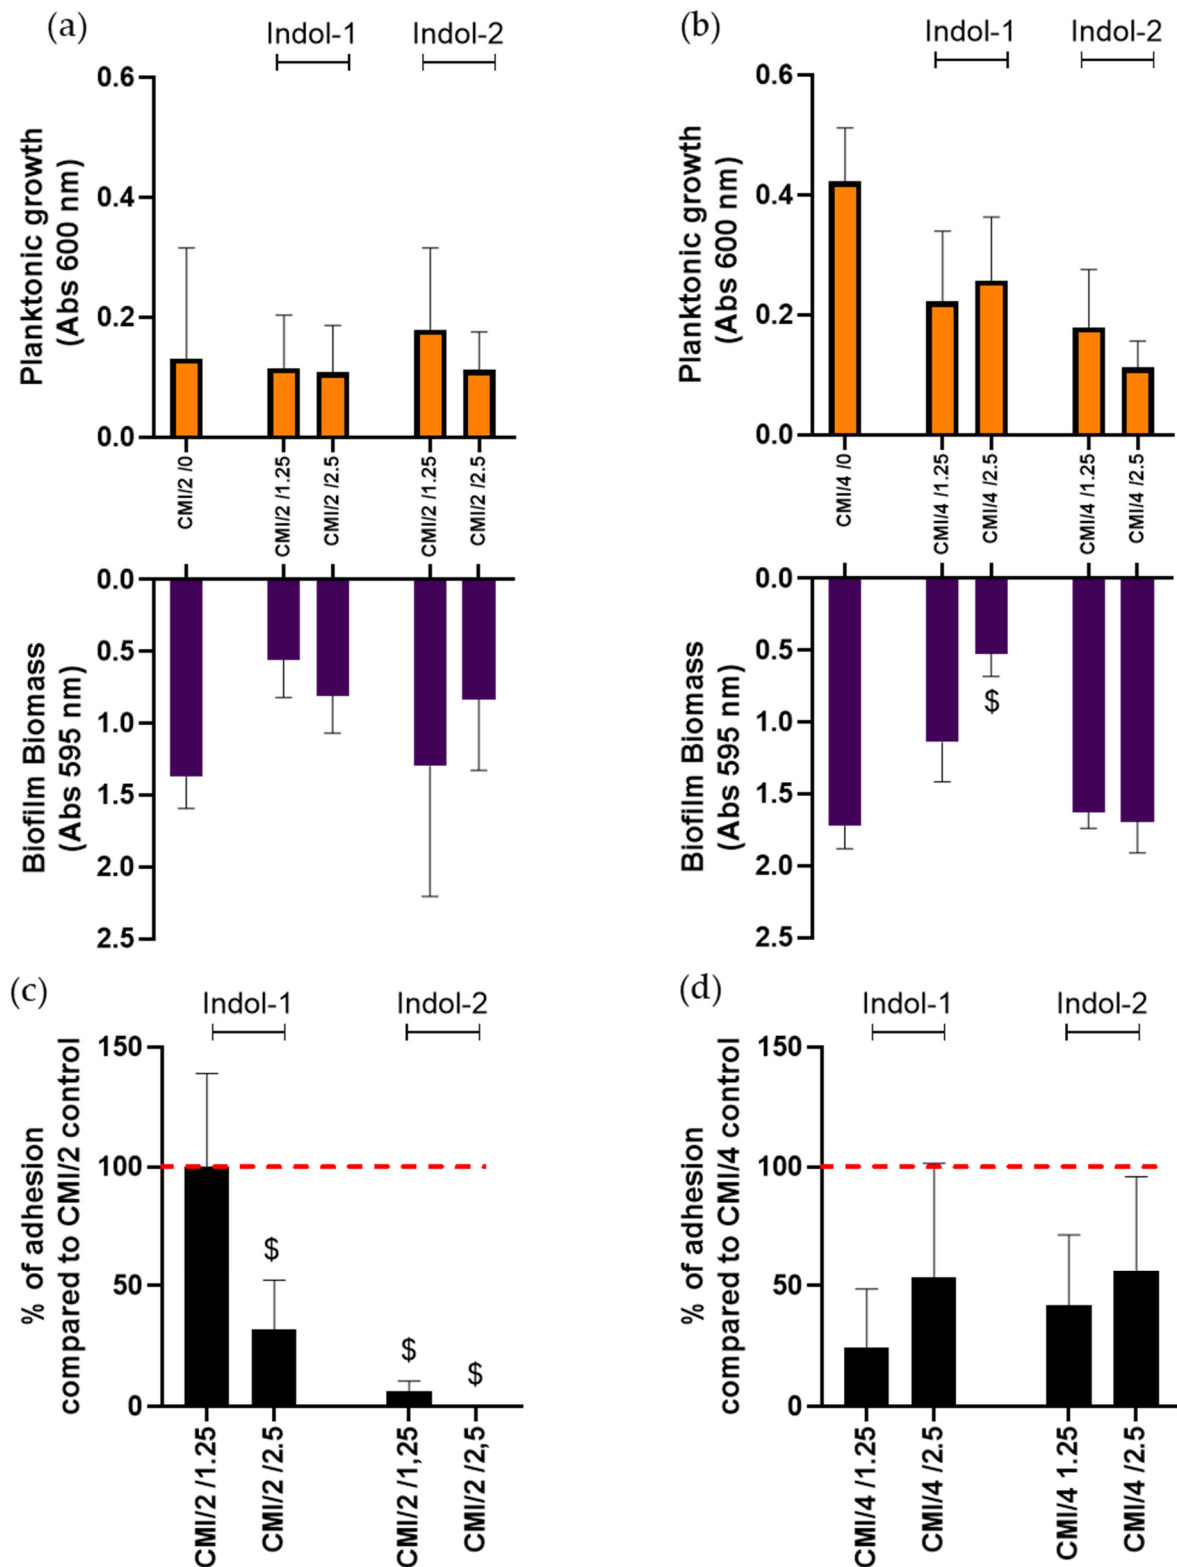 (a)
Indol-1
Indol-2
Planktonic growth
(Abs 600 nm)
0.6
0.4
0.2
0.0
CMI/2 /0
CMI/2 /1.25
CMI/2 /2.5
CMI/2 /1.25
CMI/2 /2.5
Biofilm Biomass
(Abs 595 nm)
0.0
0.5
1.0
1.5
2.0
2.5
(b)
Indol-1
Indol-2
Planktonic growth
(Abs 600 nm)
0.6
0.4
0.2
0.0
CMI/4 /0
CMI/4 /1.25
CMI/4 /2.5
CMI/4 /1.25
CMI/4 /2.5
Biofilm Biomass
(Abs 595 nm)
0.0
0.5
1.0
1.5
2.0
2.5
$
(c)
Indol-1
Indol-2
% of adhesion
compared to CMI/2 control
150
100
50
0
$
$
$
CMI/2 /1.25
CMI/2 /2.5
CMI/2 /1,25
CMI/2 /2,5
(d)
Indol-1
Indol-2
% of adhesion
compared to CMI/4 control
150
100
50
0
CMI/4 /1.25
CMI/4 /2.5
CMI/4 1.25
CMI/4 /2.5